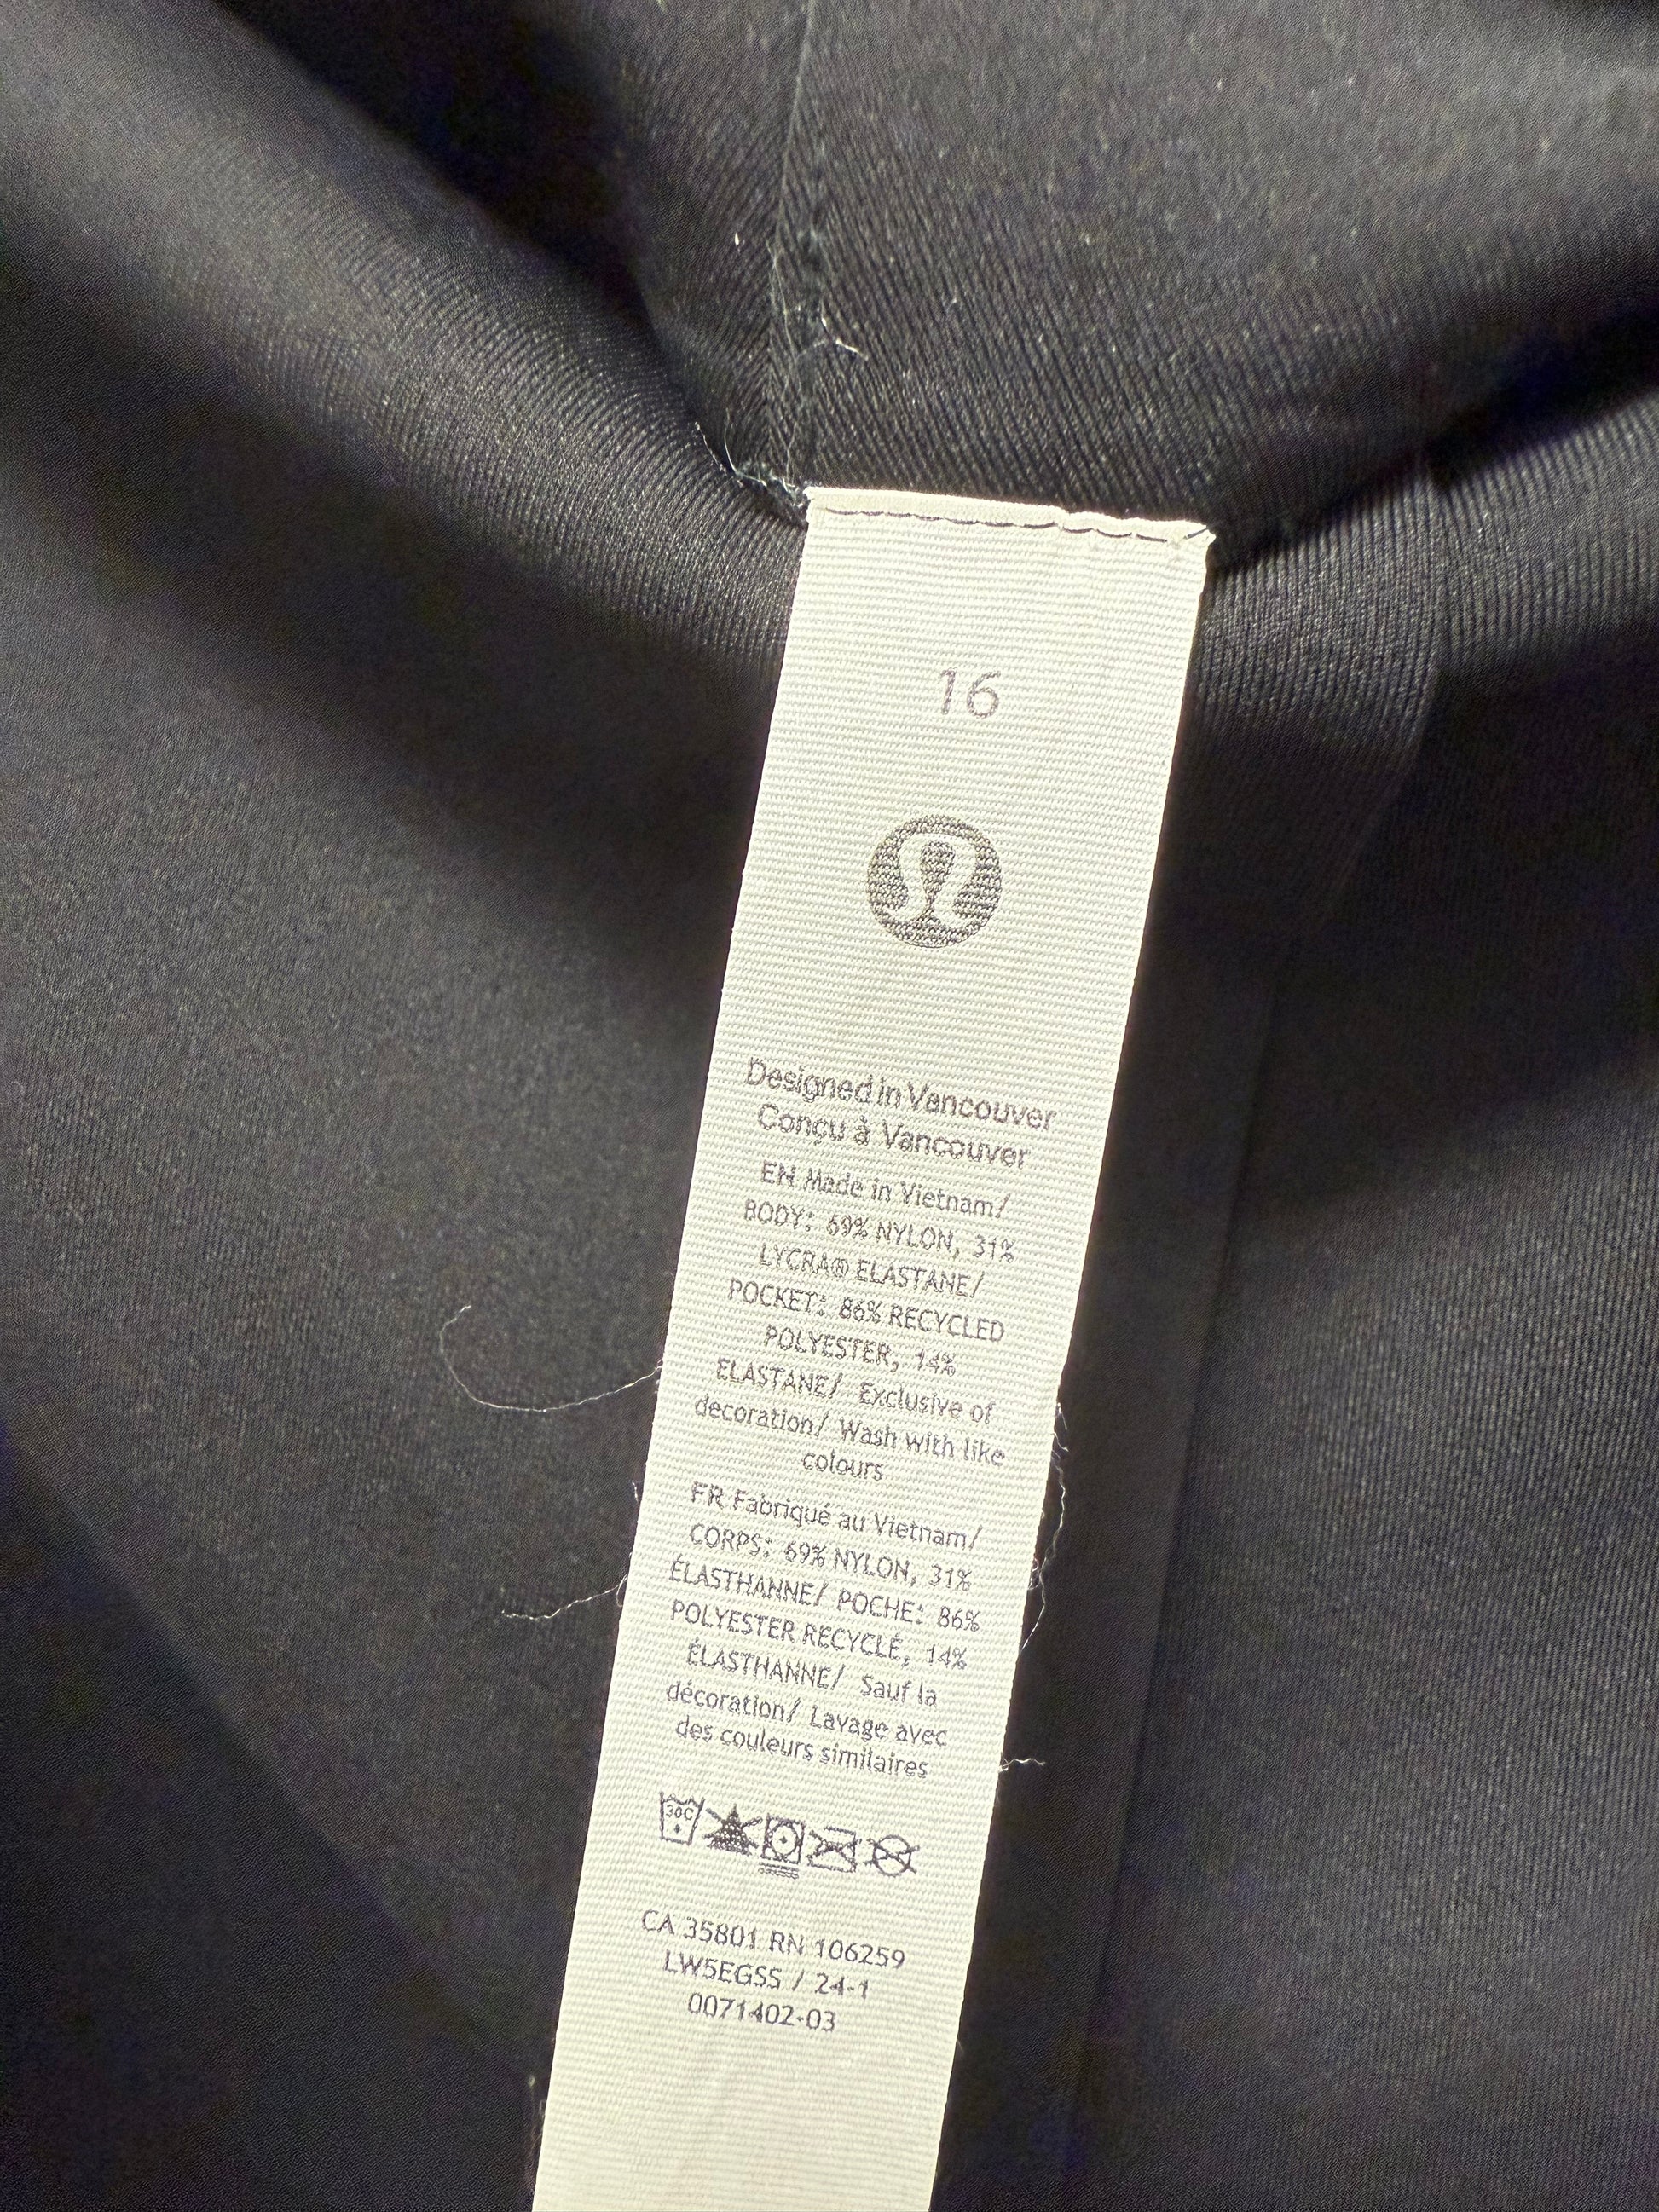 16
Designed in Vancouver
Conçu à Vancouver
EN Made in Vietnam/
BODY: 69% NYLON, 31%
LYCRA® ELASTANE/
POCKET: 86% RECYCLED
POLYESTER, 14%
ELASTANE/ Exclusive of
decoration/ Wash with like
colours
FR Fabriqué au Vietnam/
CORPS: 69% NYLON, 31%
ÉLASTHANNE/ POCHE: 86%
POLYESTER RECYCLÉ, 14%
ÉLASTHANNE/ Sauf la
décoration/ Lavage avec
des couleurs similaires
30C
CA 35801 RN 106259
LW5EGSS / 24-1
0071402-03